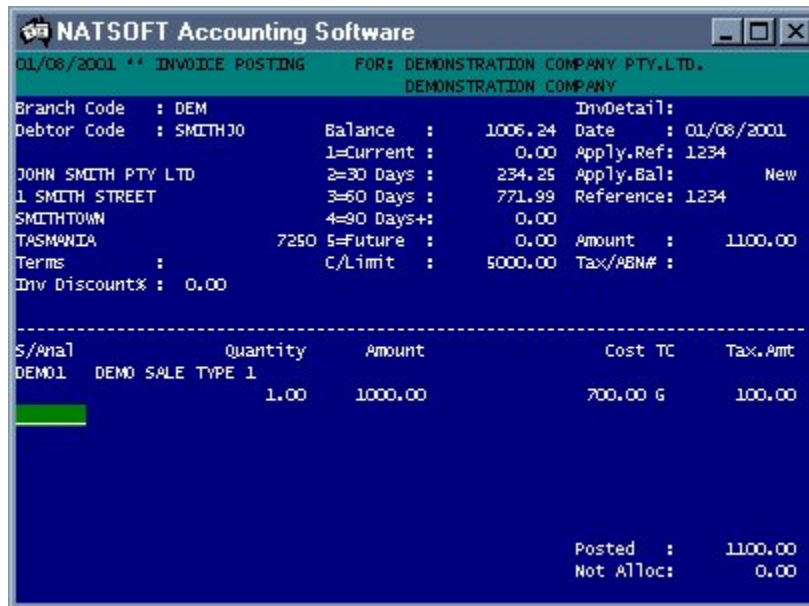 NATSOFT Accounting Software
01/08/2001 ** INVOICE POSTING FOR: DEMONSTRATION COMPANY PTY.LTD.
DEMONSTRATION COMPANY
Branch Code : DEM InvDetail:
Debtor Code : SMITHJO Balance : 1006.24 Date : 01/08/2001
1=Current : 0.00 Apply.Ref: 1234
JOHN SMITH PTY LTD 2=30 Days : 234.25 Apply.Bal: New
1 SMITH STREET 3=60 Days : 771.99 Reference: 1234
SMITHTOWN 4=90 Days+: 0.00
TASMANIA 7250 5=Future : 0.00 Amount : 1100.00
Terms : C/Limit : 5000.00 Tax/ABN# :
Inv Discount% : 0.00
S/Anal Quantity Amount Cost TC Tax.Amt
DEMO1 DEMO SALE TYPE 1
1.00 1000.00 700.00 G 100.00
Posted : 1100.00
Not Alloc: 0.00